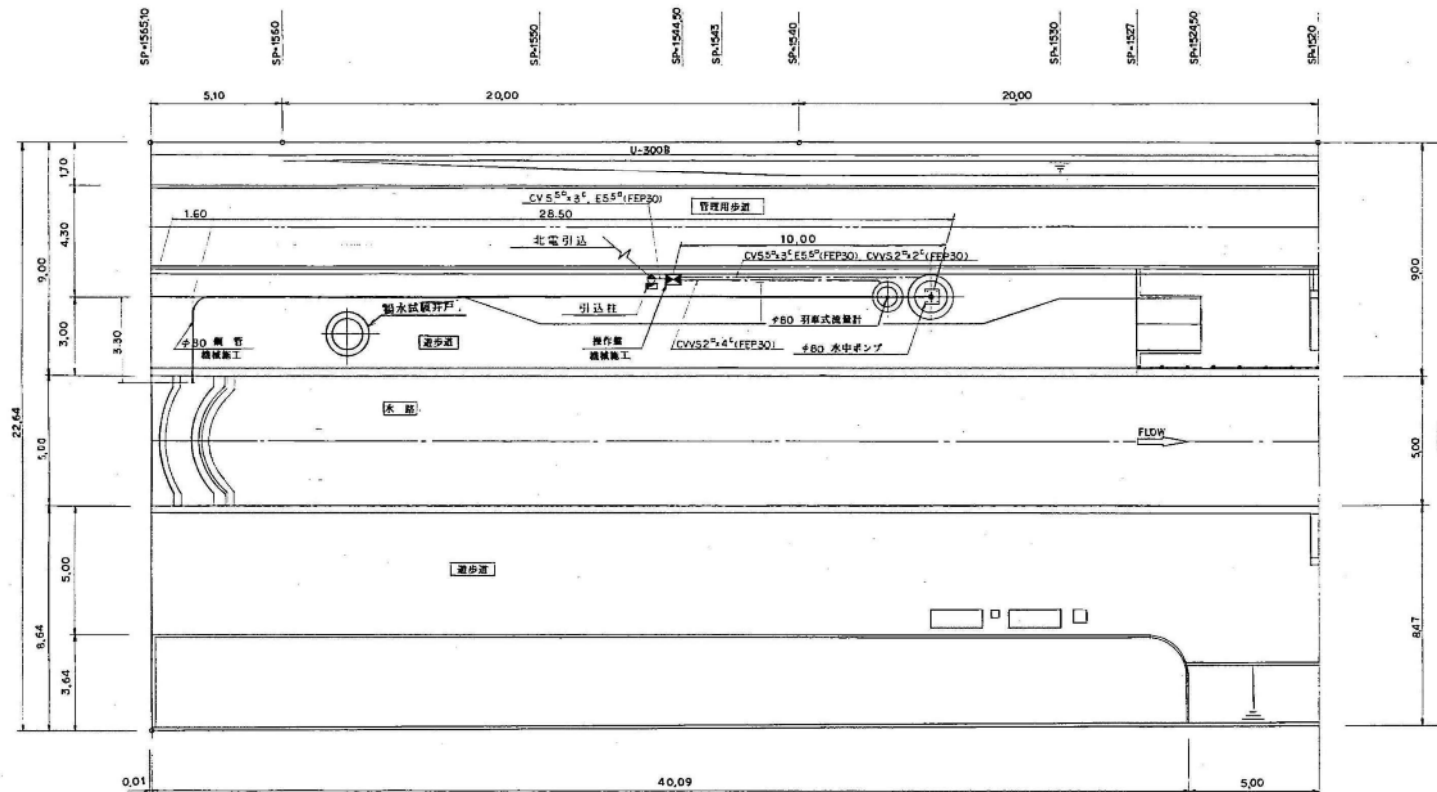 SP=1565,10
SP=1560
SP=1550
SP=1544,50
SP=1543
SP=1540
SP=1530
SP=1527
SP=1524,50
SP=1520
5,10
20,00
20,00
U-300B
CV5.5□×3C, E5.5□(FEP30)
管理用歩道
1.60
28.50
北電引込
10,00
CV5.5□×3C E5.5□(FEP30), CVVS2□×2C(FEP30)
揚水試験井戸
引込柱
φ80 羽車式流量計
φ80 鋼管
機械施工
遊歩道
操作盤
機械施工
CVVS2□×4C(FEP30)
φ80 水中ポンプ
水路
FLOW
遊歩道
22,64
9,00
5,00
8,64
1,70
4,30
3,00
3.30
5,00
3,64
9,00
5,00
8,47
0,01
40,09
5,00